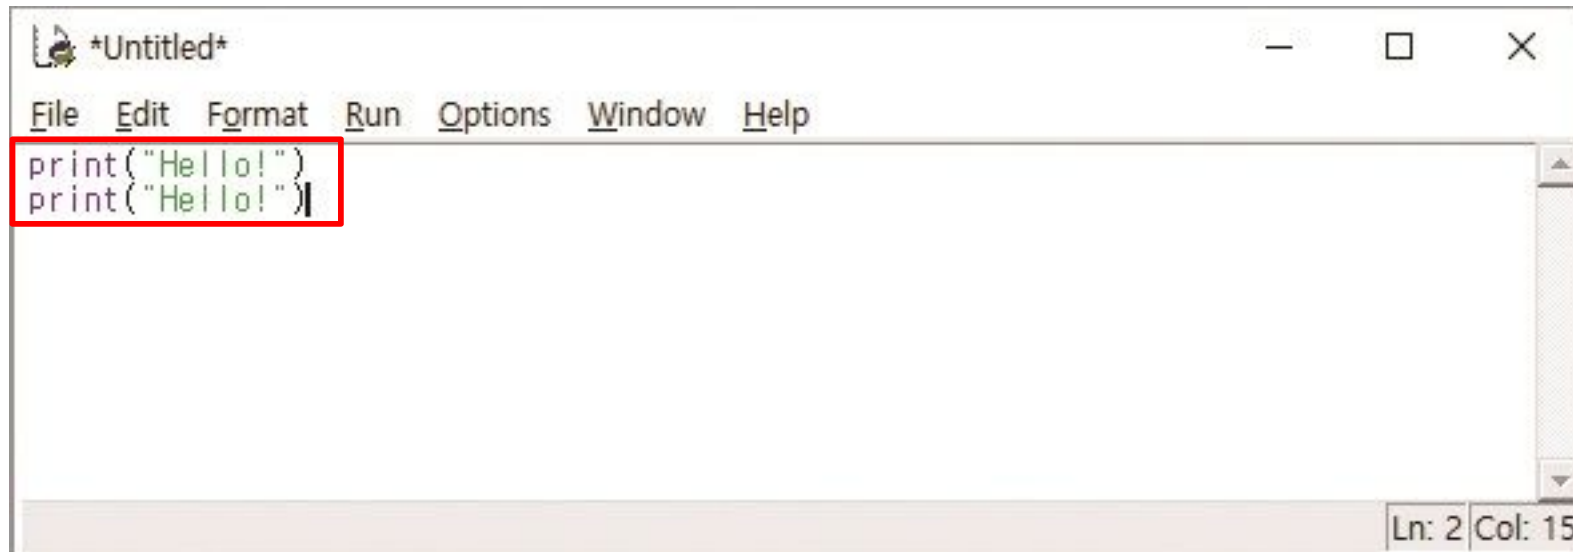 *Untitled*
File Edit Format Run Options Window Help
print("Hello!")
print("Hello!")
Ln: 2 Col: 15